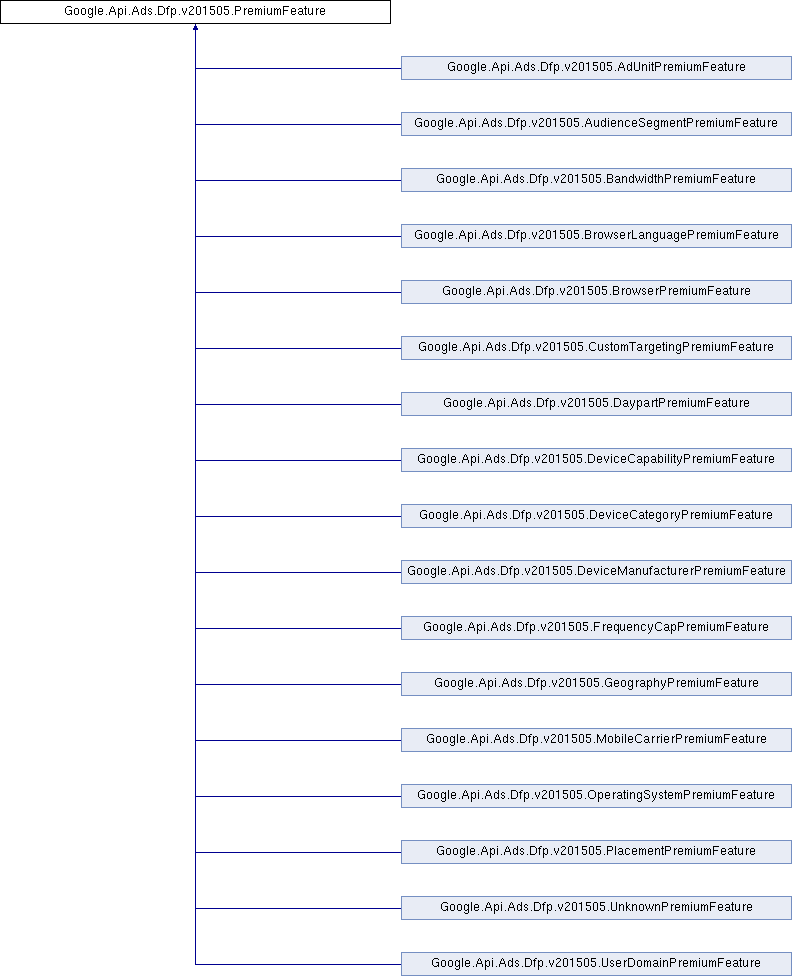 Google.Api.Ads.Dfp.v201505.PremiumFeature
Google.Api.Ads.Dfp.v201505.AdUnitPremiumFeature
Google.Api.Ads.Dfp.v201505.AudienceSegmentPremiumFeature
Google.Api.Ads.Dfp.v201505.BandwidthPremiumFeature
Google.Api.Ads.Dfp.v201505.BrowserLanguagePremiumFeature
Google.Api.Ads.Dfp.v201505.BrowserPremiumFeature
Google.Api.Ads.Dfp.v201505.CustomTargetingPremiumFeature
Google.Api.Ads.Dfp.v201505.DaypartPremiumFeature
Google.Api.Ads.Dfp.v201505.DeviceCapabilityPremiumFeature
Google.Api.Ads.Dfp.v201505.DeviceCategoryPremiumFeature
Google.Api.Ads.Dfp.v201505.DeviceManufacturerPremiumFeature
Google.Api.Ads.Dfp.v201505.FrequencyCapPremiumFeature
Google.Api.Ads.Dfp.v201505.GeographyPremiumFeature
Google.Api.Ads.Dfp.v201505.MobileCarrierPremiumFeature
Google.Api.Ads.Dfp.v201505.OperatingSystemPremiumFeature
Google.Api.Ads.Dfp.v201505.PlacementPremiumFeature
Google.Api.Ads.Dfp.v201505.UnknownPremiumFeature
Google.Api.Ads.Dfp.v201505.UserDomainPremiumFeature